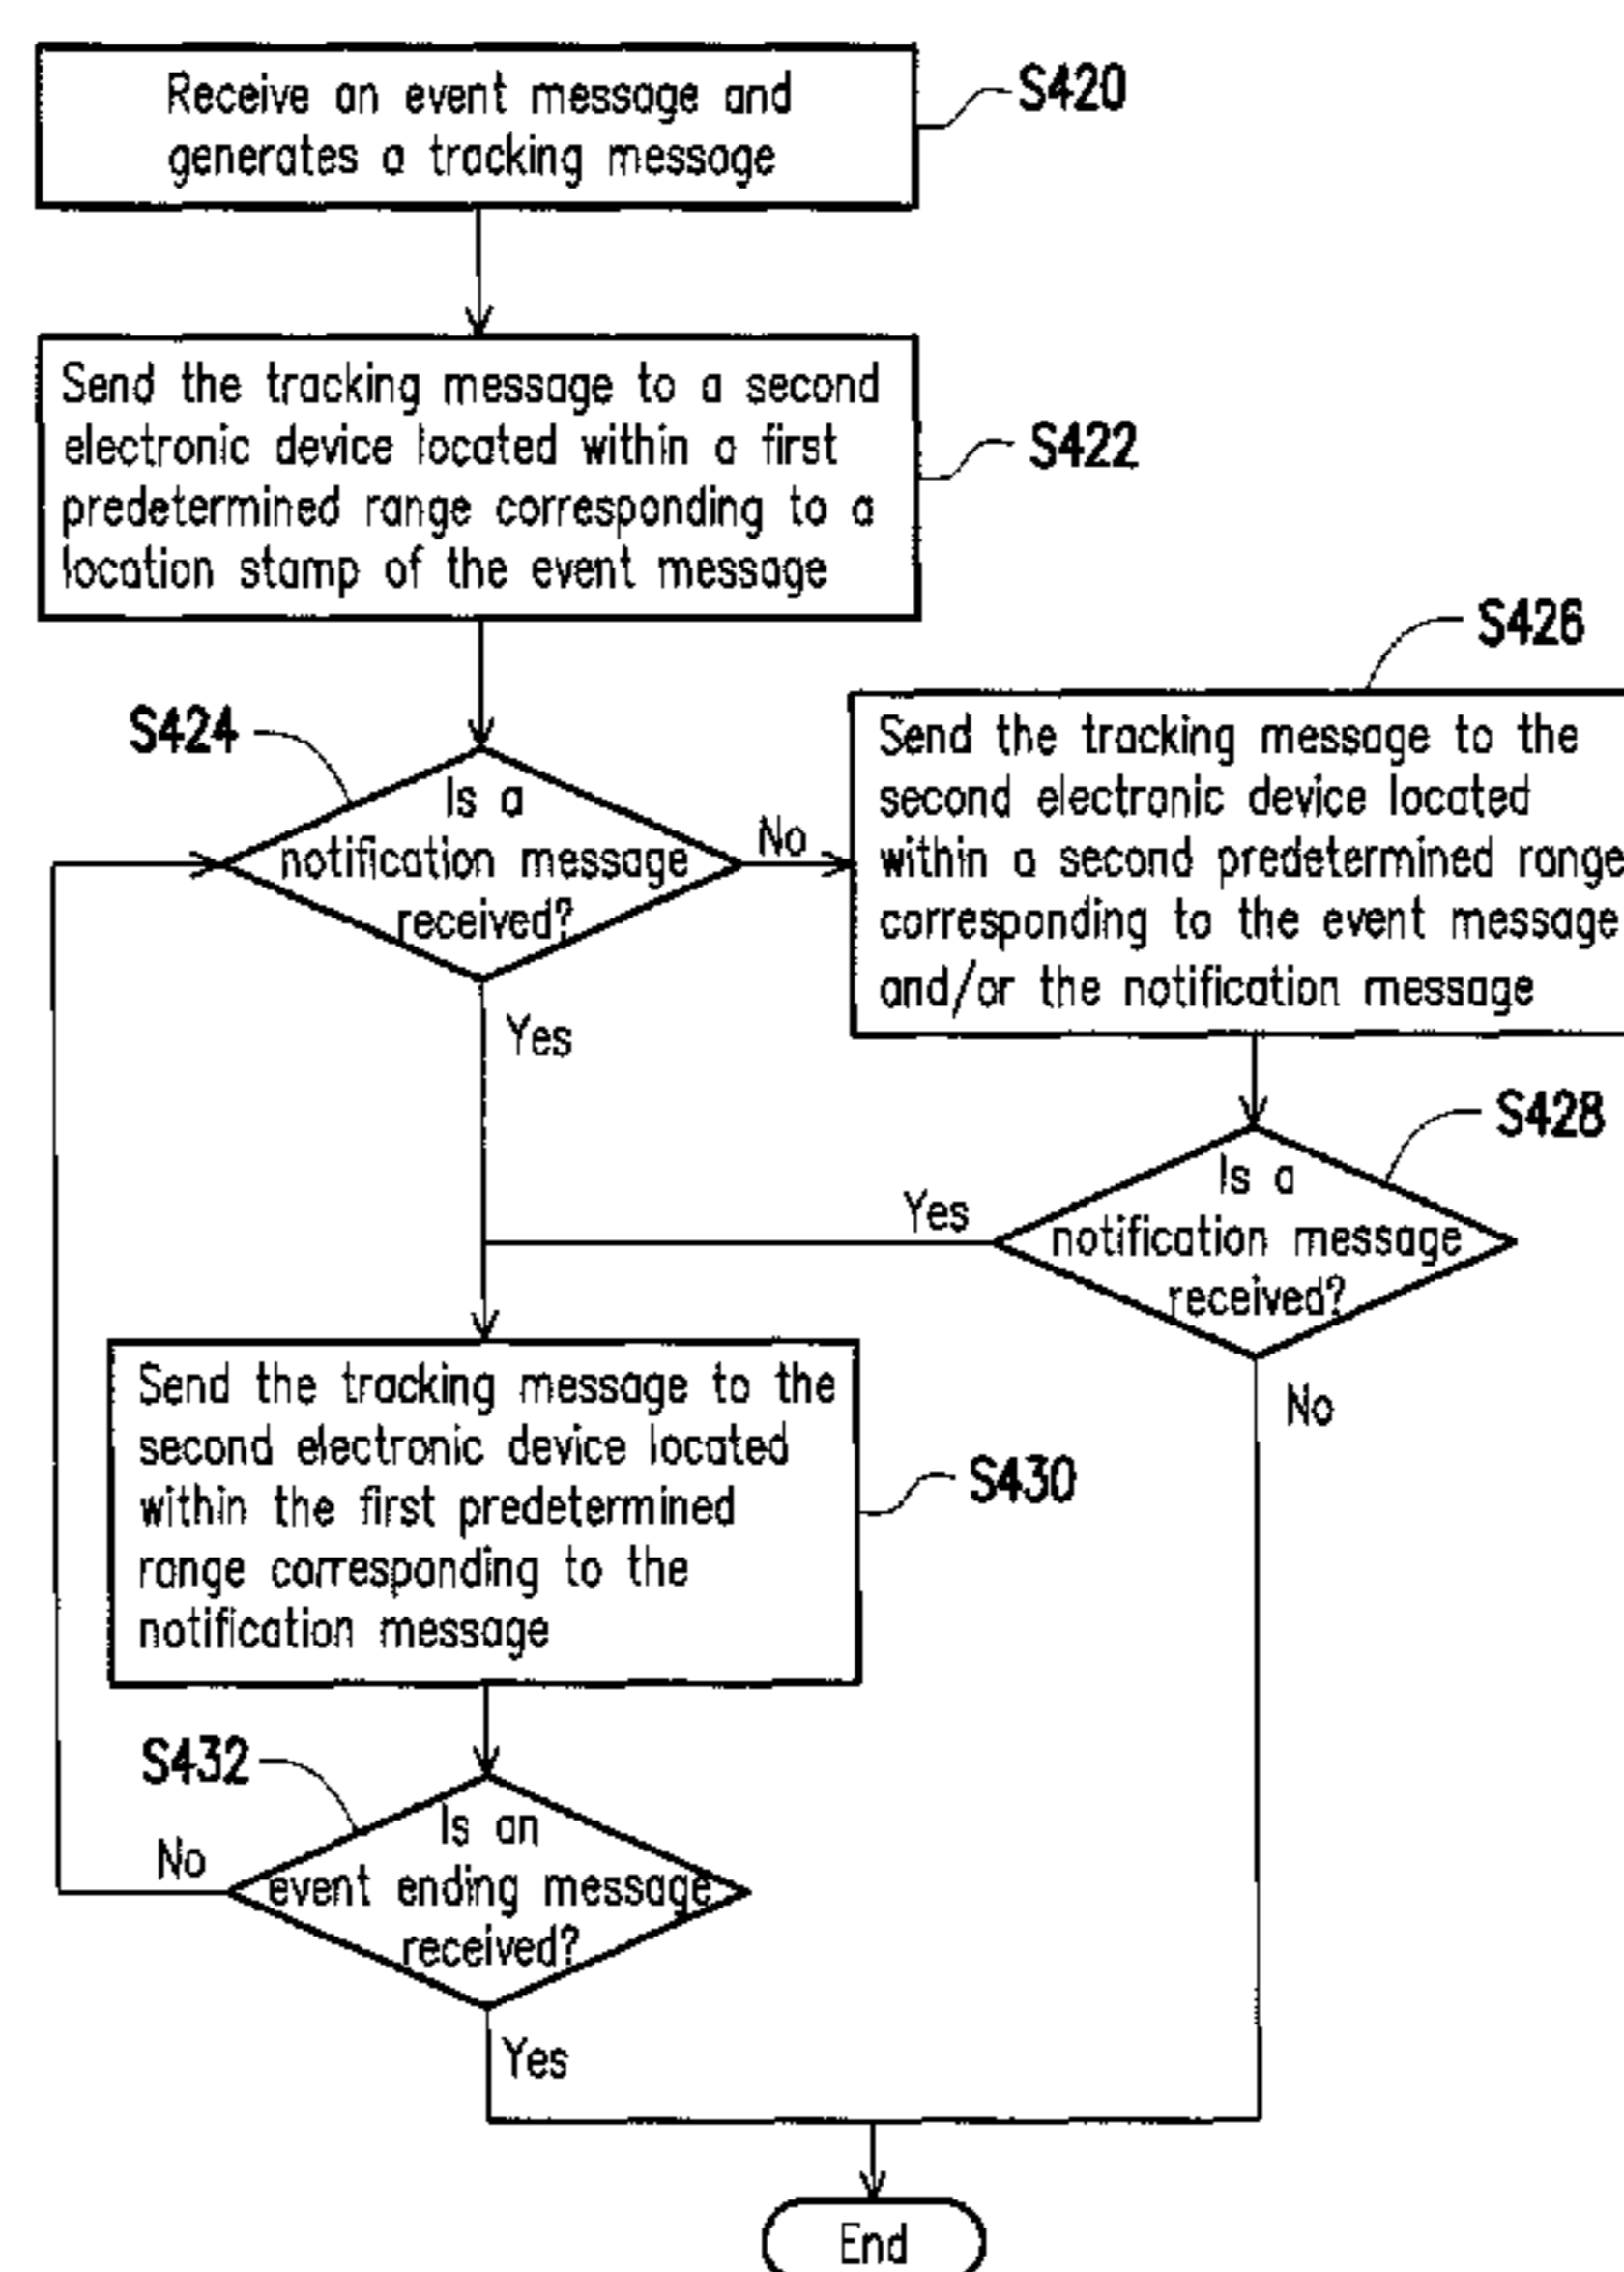 Receive an event message and
generates a tracking message
S420
Send the tracking message to a second
electronic device located within a first
predetermined range corresponding to a
location stamp of the event message
S422
S424
Is a
notification message
received?
No
Yes
S426
Send the tracking message to the
second electronic device located
within a second predetermined range
corresponding to the event message
and/or the notification message
S428
Is a
notification message
received?
Yes
No
Send the tracking message to the
second electronic device located
within the first predetermined
range corresponding to the
notification message
S430
S432
Is an
event ending message
received?
No
Yes
End